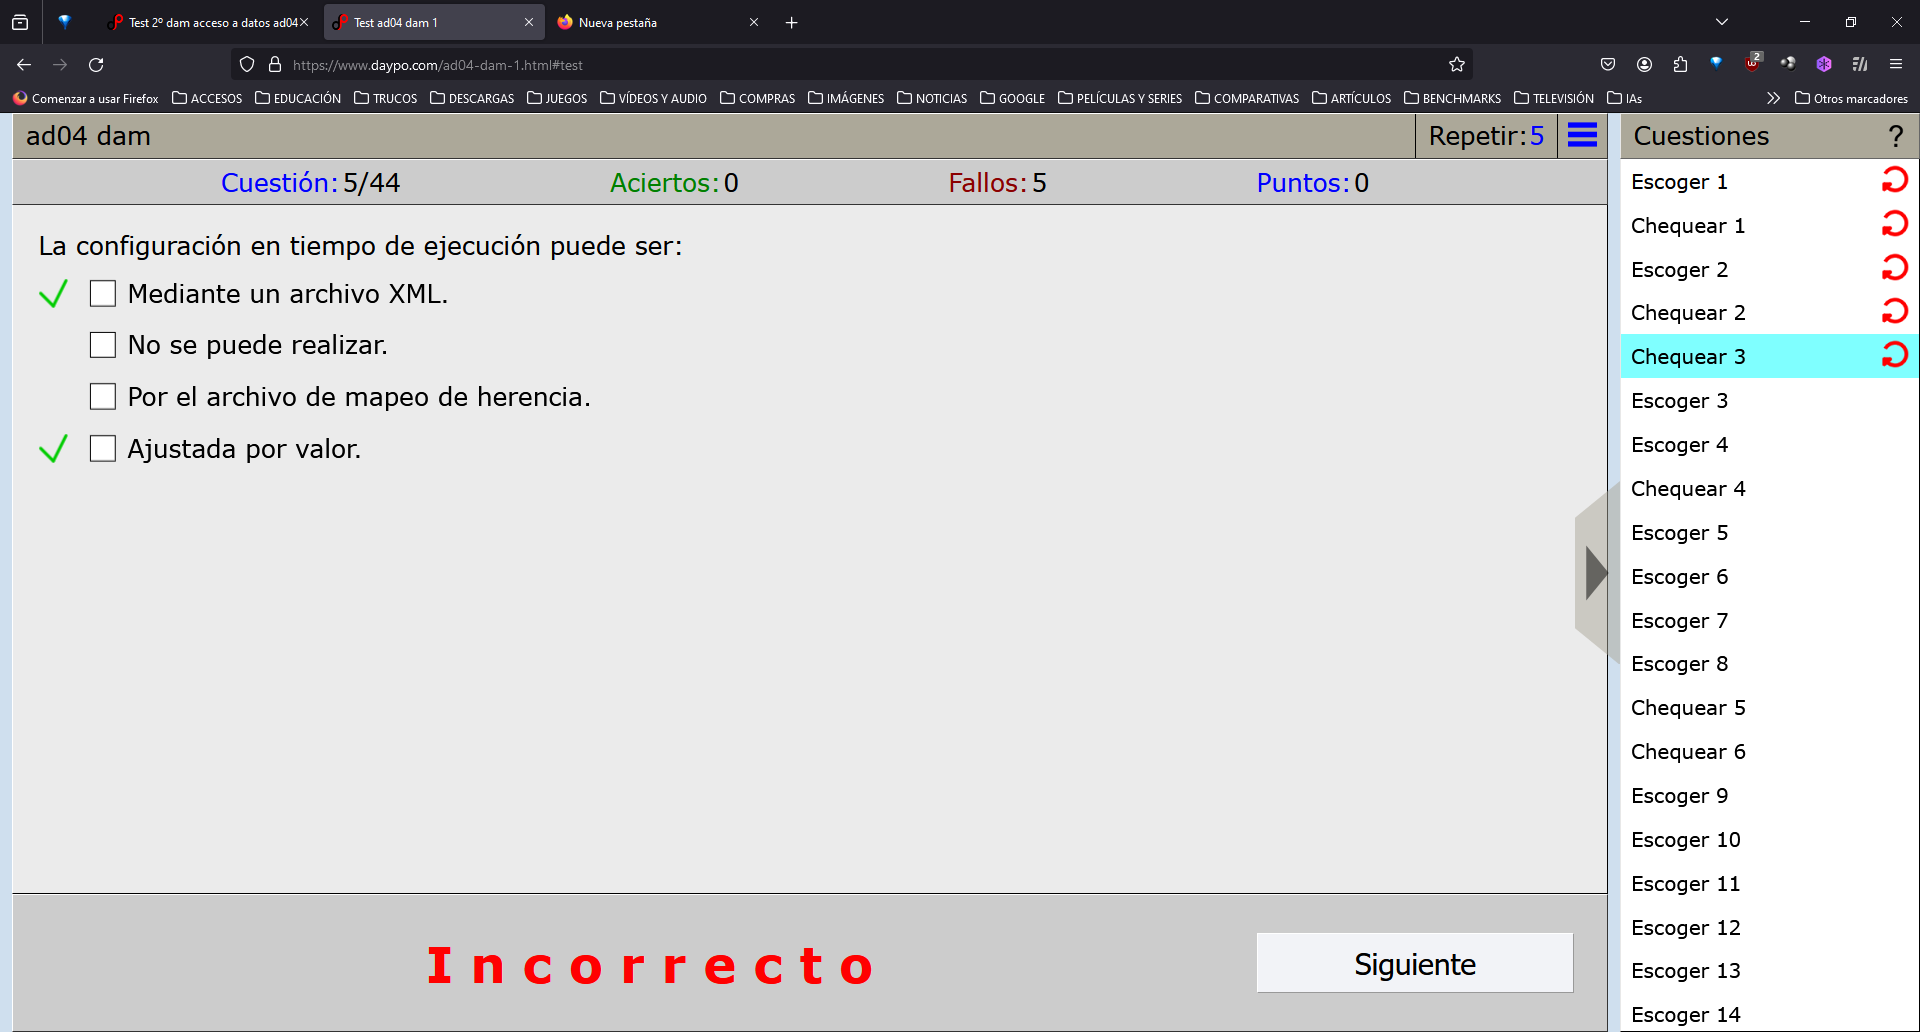 Test 2º dam acceso a datos ad04
Test ad04 dam 1
Nueva pestaña
https://www.daypo.com/ad04-dam-1.html#test
2
Comenzar a usar Firefox
ACCESOS
EDUCACIÓN
TRUCOS
DESCARGAS
JUEGOS
VÍDEOS Y AUDIO
COMPRAS
IMÁGENES
NOTICIAS
GOOGLE
PELÍCULAS Y SERIES
COMPARATIVAS
ARTÍCULOS
BENCHMARKS
TELEVISIÓN
IAs
Otros marcadores
ad04 dam
Repetir:5
Cuestión:5/44
Aciertos:0
Fallos:5
Puntos:0
La configuración en tiempo de ejecución puede ser:
Mediante un archivo XML.
No se puede realizar.
Por el archivo de mapeo de herencia.
Ajustada por valor.
Incorrecto
Siguiente
Cuestiones ?
Escoger 1
Chequear 1
Escoger 2
Chequear 2
Chequear 3
Escoger 3
Escoger 4
Chequear 4
Escoger 5
Escoger 6
Escoger 7
Escoger 8
Chequear 5
Chequear 6
Escoger 9
Escoger 10
Escoger 11
Escoger 12
Escoger 13
Escoger 14